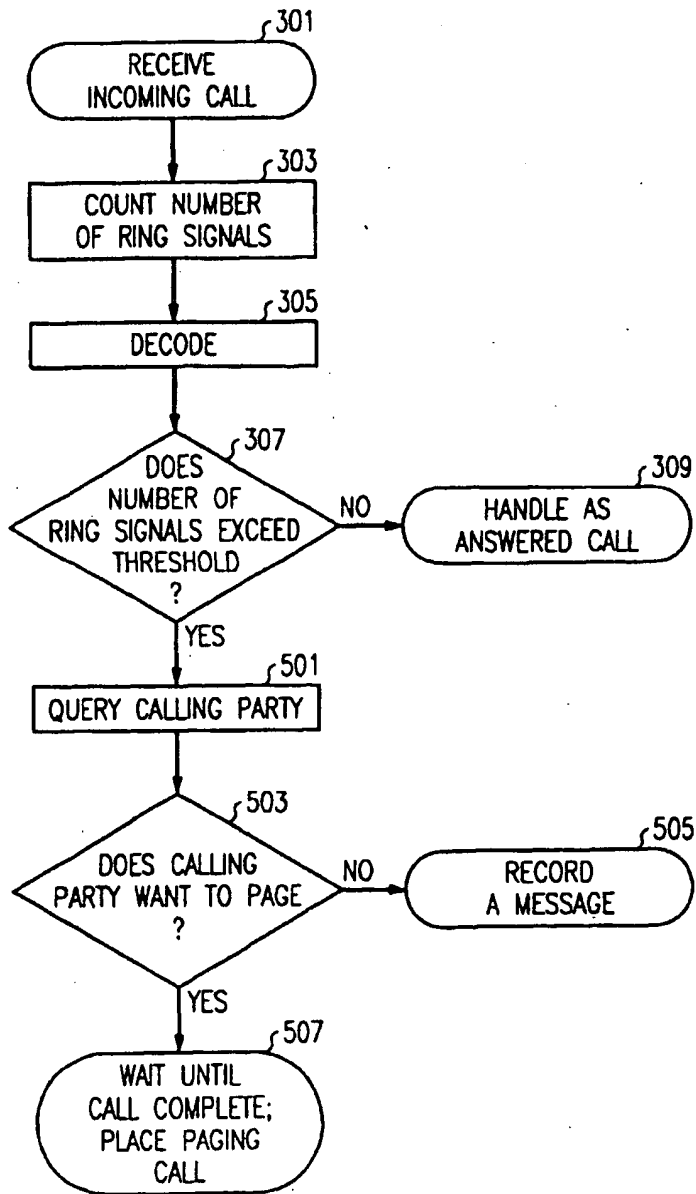 301
RECEIVE
INCOMING CALL
303
COUNT NUMBER
OF RING SIGNALS
305
DECODE
307
DOES
NUMBER OF
RING SIGNALS EXCEED
THRESHOLD
?
NO
309
HANDLE AS
ANSWERED CALL
YES
501
QUERY CALLING PARTY
503
DOES CALLING
PARTY WANT TO PAGE
?
NO
505
RECORD
A MESSAGE
YES
507
WAIT UNTIL
CALL COMPLETE;
PLACE PAGING
CALL